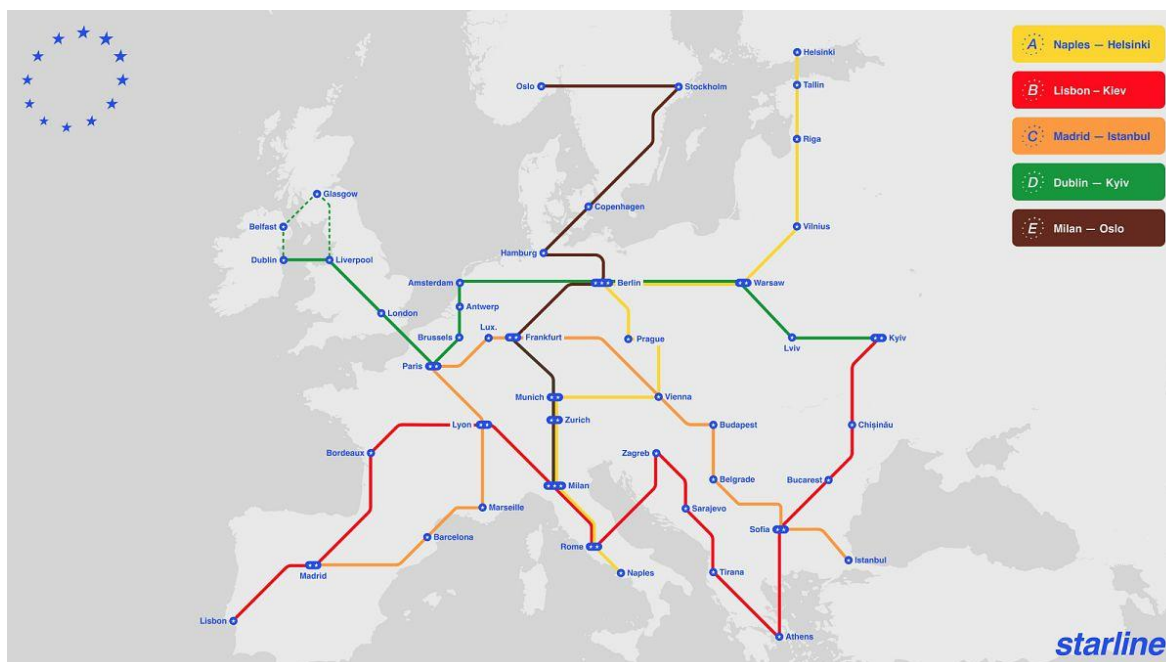 A Naples — Helsinki
B Lisbon – Kiev
C Madrid — Istanbul
D Dublin — Kyiv
E Milan — Oslo
Helsinki
Oslo
Stockholm
Tallin
Riga
Glasgow
Copenhagen
Belfast
Vilnius
Hamburg
Dublin
Liverpool
Amsterdam
Berlin
Warsaw
Antwerp
London
Lux.
Brussels
Frankfurt
Prague
Lviv
Kyiv
Paris
Munich
Vienna
Zurich
Lyon
Budapest
Chișinău
Bordeaux
Zagreb
Belgrade
Bucarest
Milan
Marseille
Sarajevo
Sofia
Barcelona
Rome
Istanbul
Madrid
Naples
Tirana
Lisbon
Athens
starline